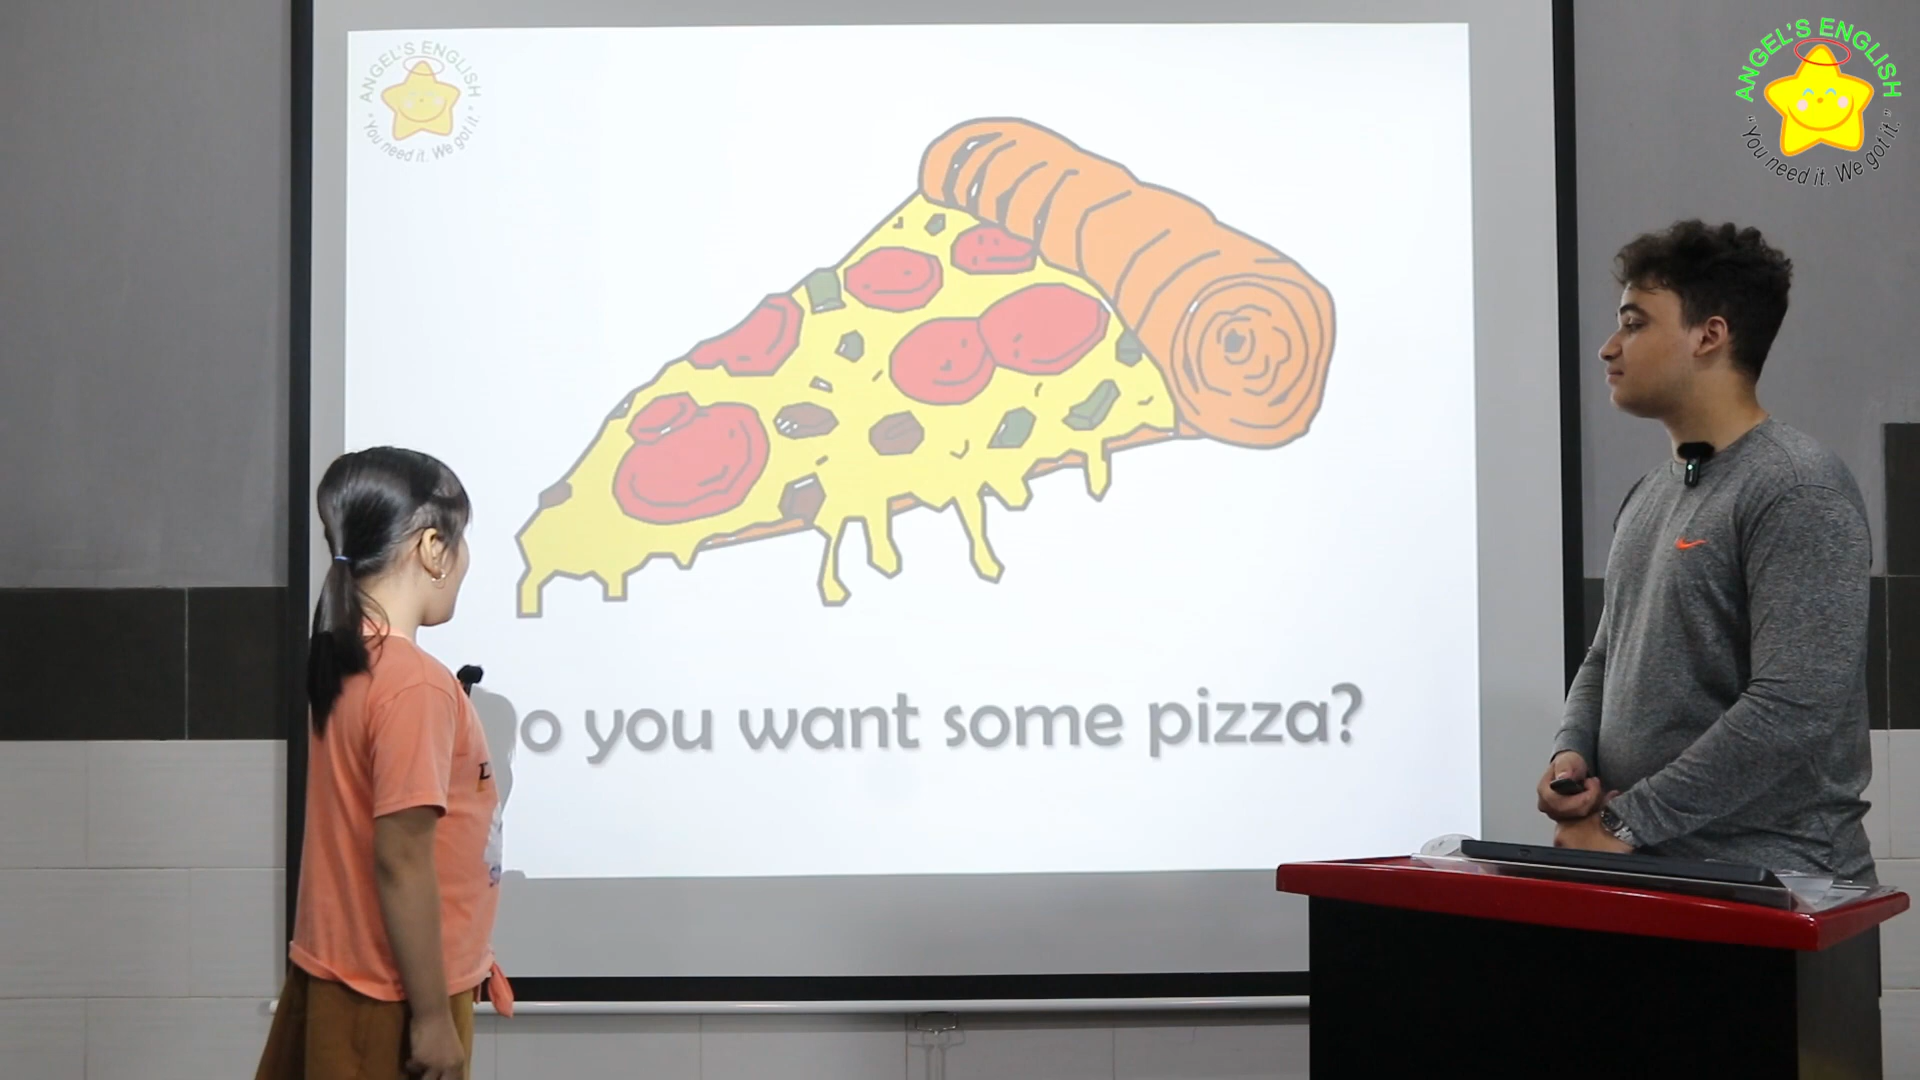 ANGEL'S ENGLISH
"You need it. We got it."
ANGEL'S ENGLISH
"You need it. We got it."
o you want some pizza?